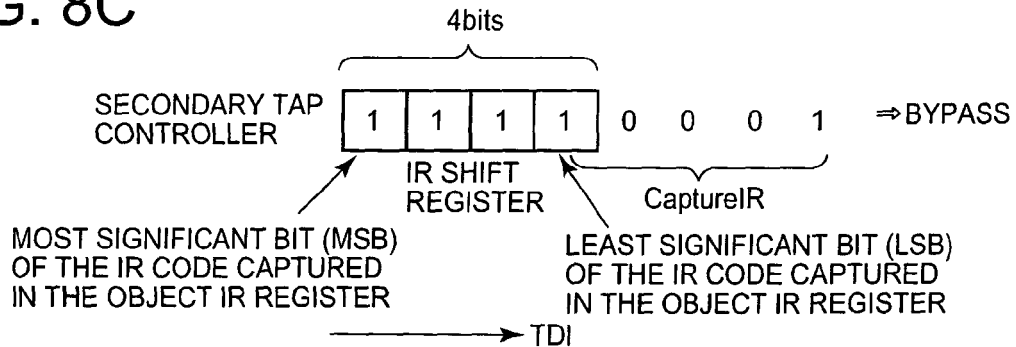 G. 8C
4bits
SECONDARY TAP
CONTROLLER
1 1 1 1 0 0 0 1 ⇒BYPASS
IR SHIFT
REGISTER
CaptureIR
MOST SIGNIFICANT BIT (MSB)
OF THE IR CODE CAPTURED
IN THE OBJECT IR REGISTER
LEAST SIGNIFICANT BIT (LSB)
OF THE IR CODE CAPTURED
IN THE OBJECT IR REGISTER
TDI